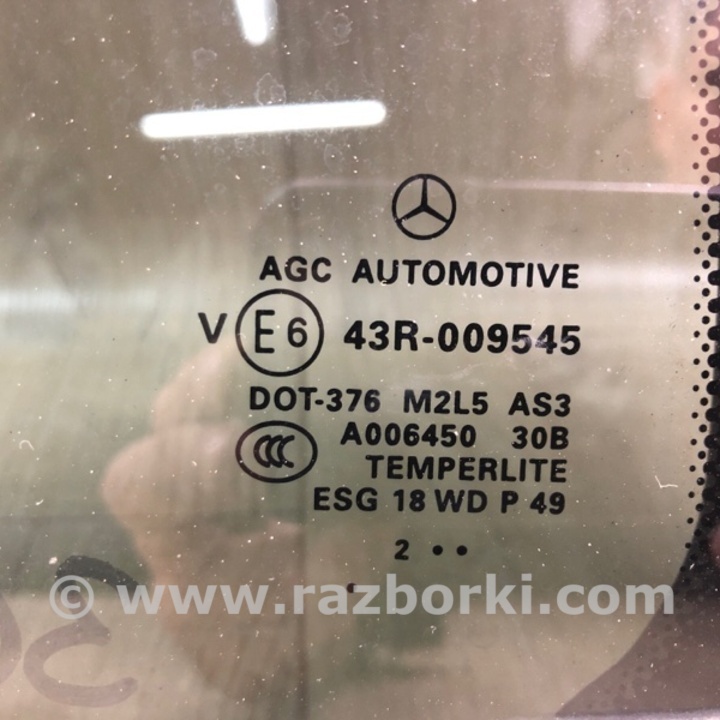 AGC AUTOMOTIVE
V E6 43R-009545
DOT-376 M2L5 AS3
CCC A006450 30B
TEMPERLITE
ESG 18 WD P 49
2 ••
© www.razborki.com